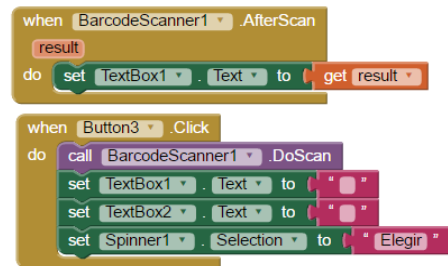 when BarcodeScanner1 .AfterScan
result
do set TextBox1 . Text to get result
when Button3 .Click
do call BarcodeScanner1 .DoScan
set TextBox1 . Text to " "
set TextBox2 . Text to " "
set Spinner1 . Selection to " Elegir "